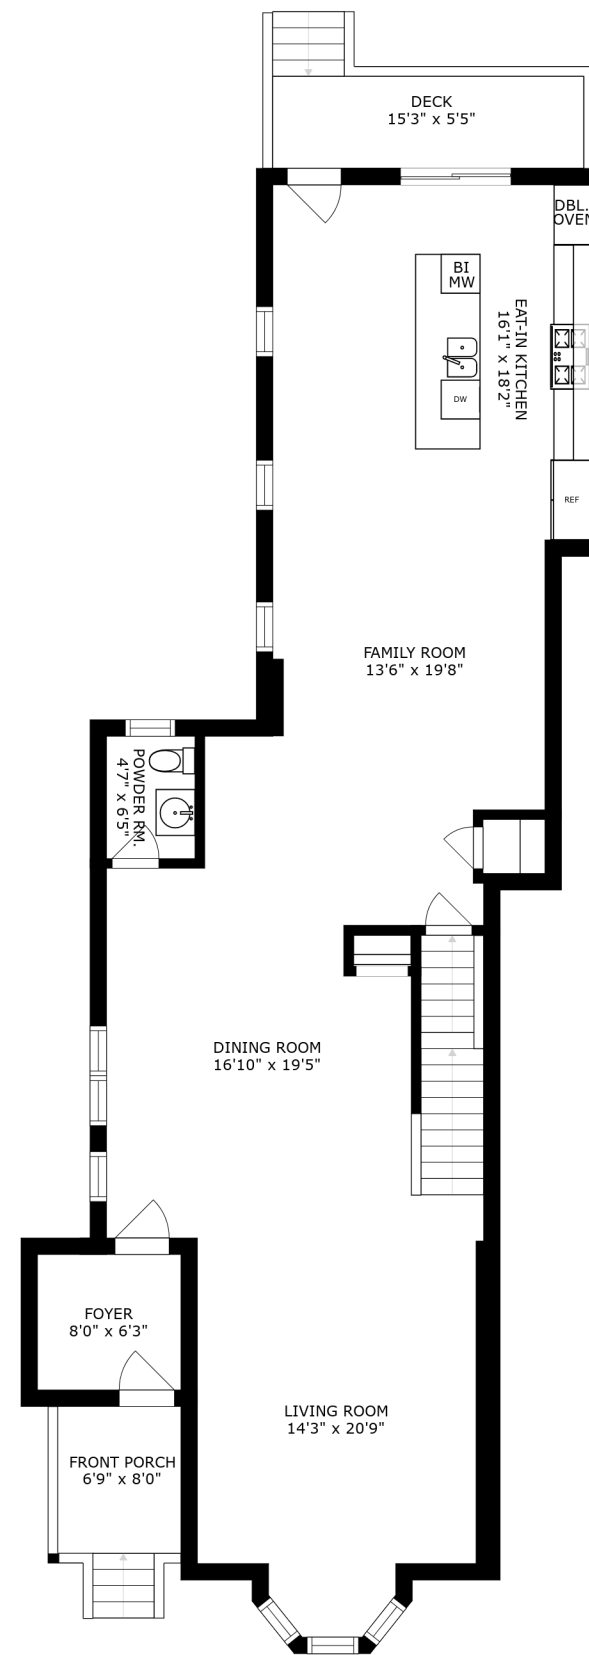 DECK
15'3" x 5'5"
DBL.
OVEN
BI
MW
EAT-IN KITCHEN
16'1" x 18'2"
DW
REF
FAMILY ROOM
13'6" x 19'8"
POWDER RM.
4'7" x 6'5"
DINING ROOM
16'10" x 19'5"
FOYER
8'0" x 6'3"
LIVING ROOM
14'3" x 20'9"
FRONT PORCH
6'9" x 8'0"